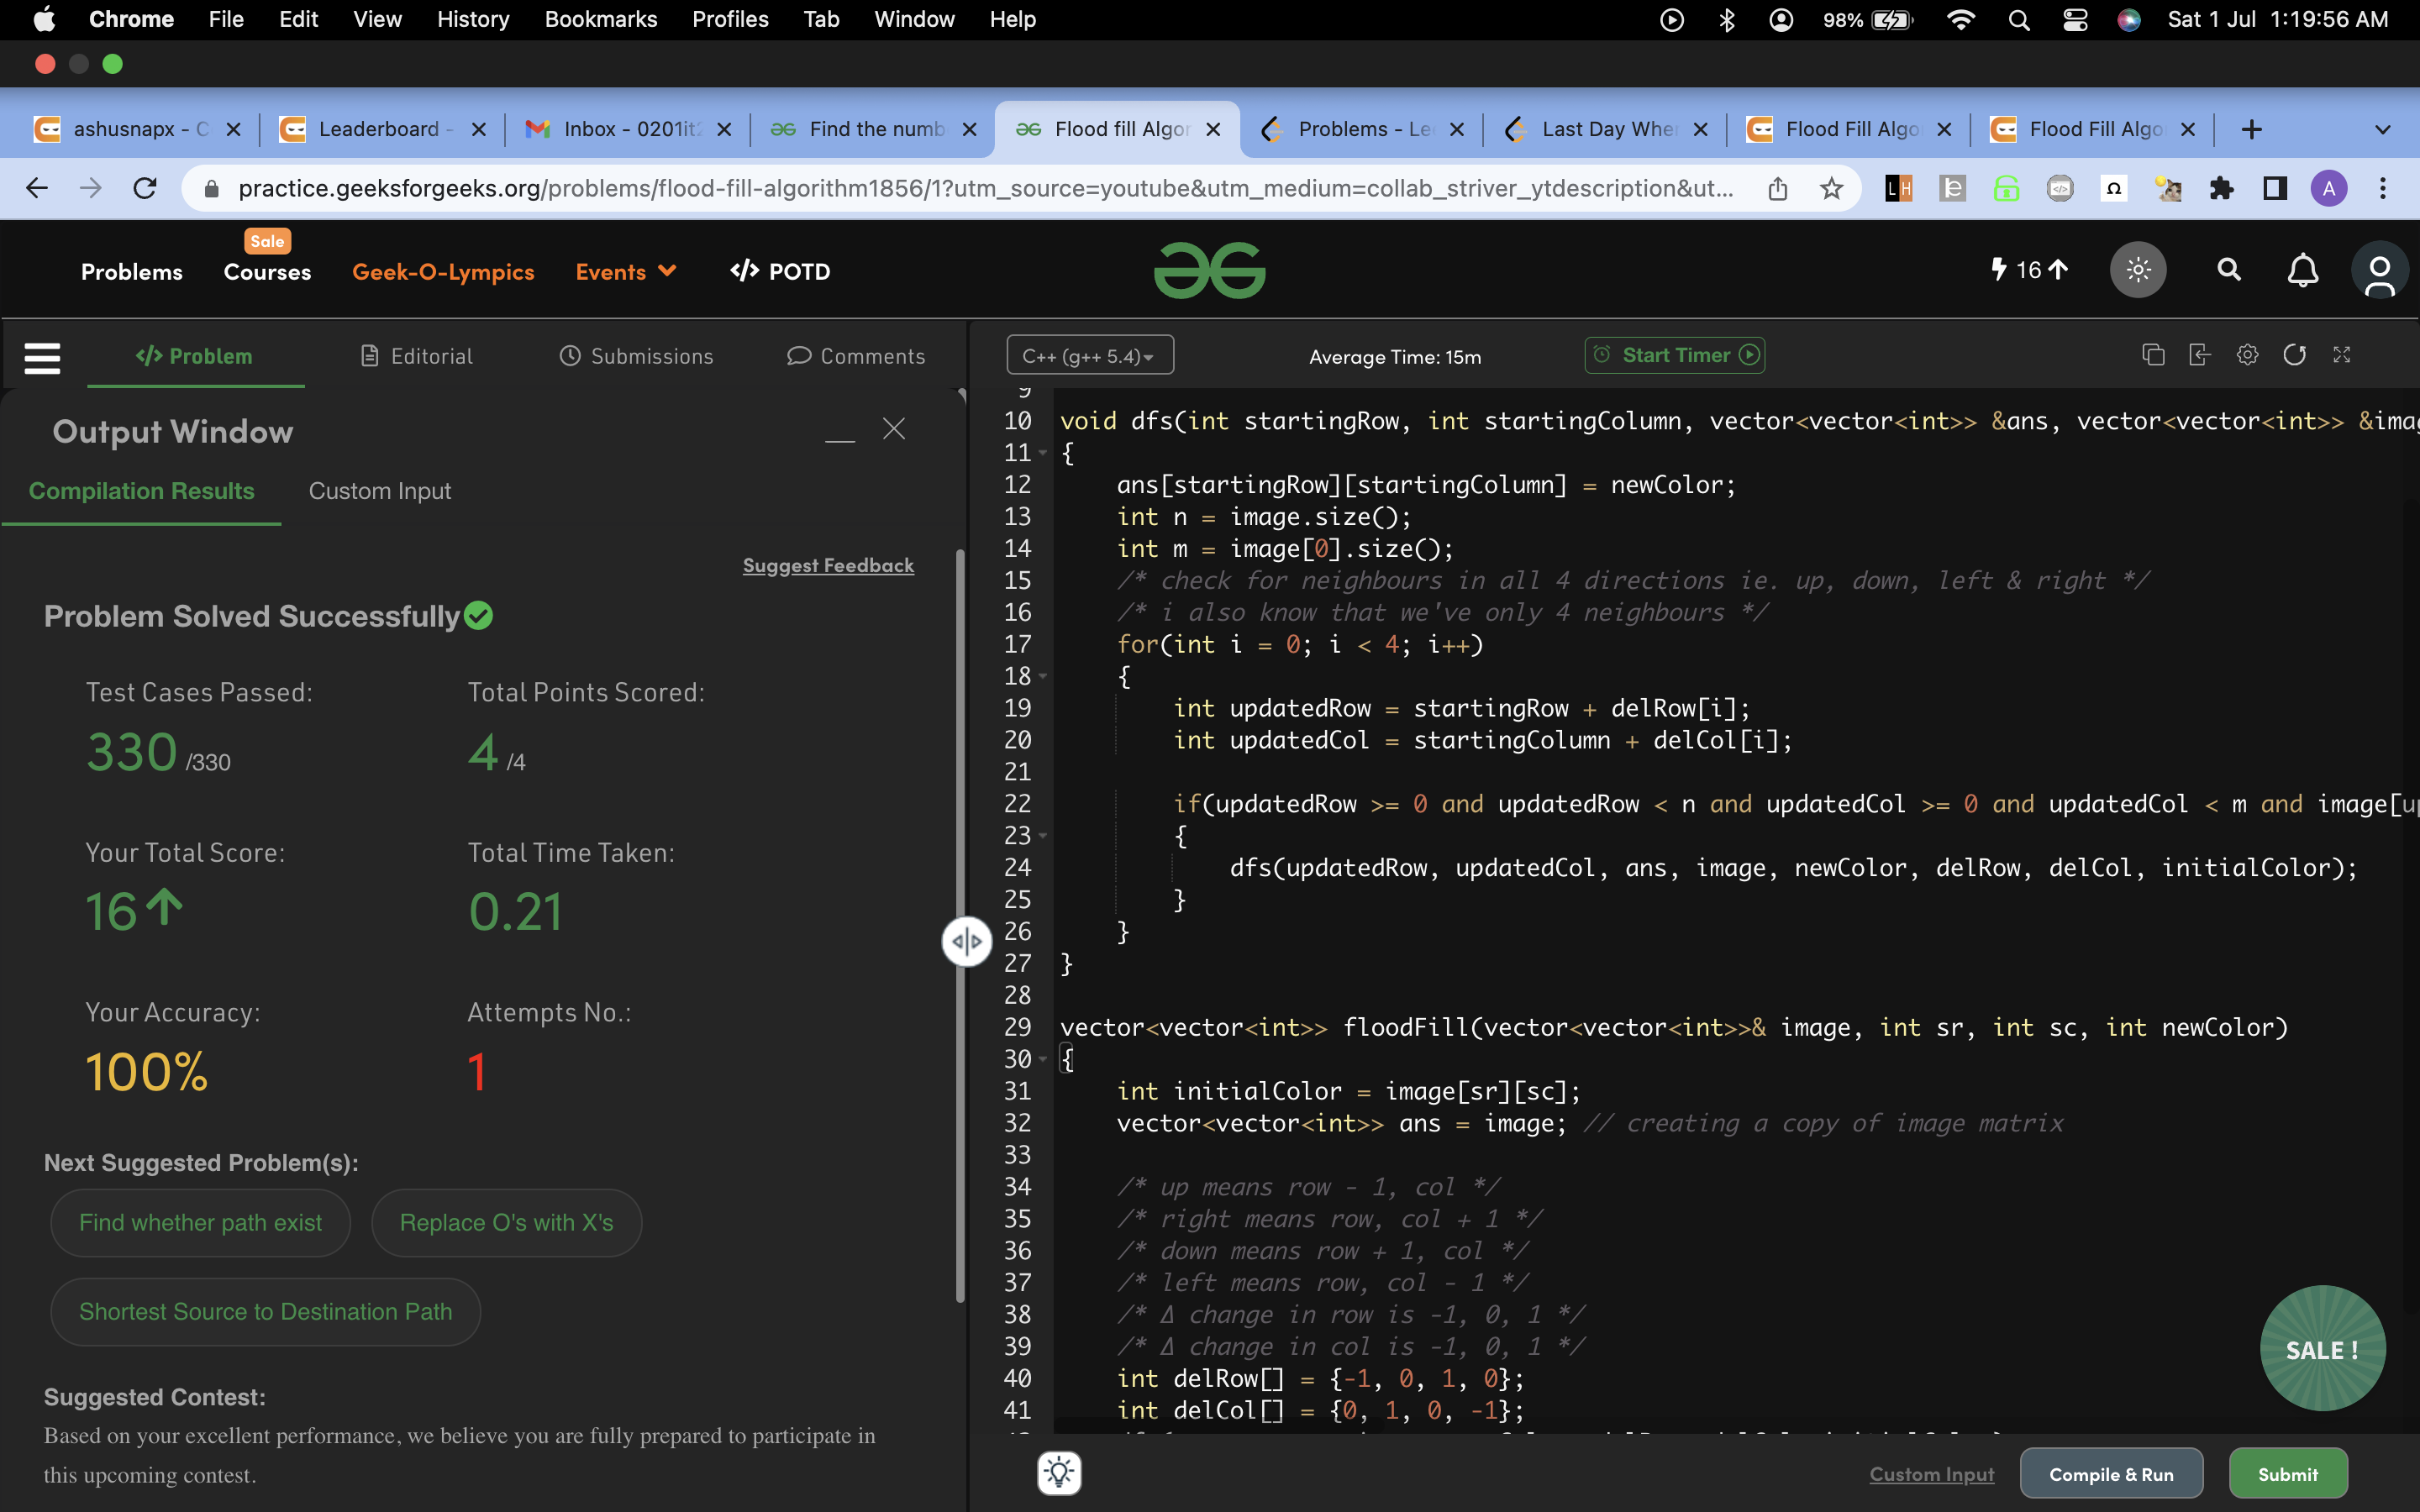 Chrome File Edit View History Bookmarks Profiles Tab Window Help 98% Sat 1 Jul 1:19:56 AM
ashusnapx - C Leaderboard - Inbox - 0201it2 Find the numb Flood fill Algor Problems - Le Last Day Whe Flood Fill Algo Flood Fill Algo
practice.geeksforgeeks.org/problems/flood-fill-algorithm1856/1?utm_source=youtube&utm_medium=collab_striver_ytdescription&ut... LH A
Sale
Problems Courses Geek-O-Lympics Events </> POTD 16
</> Problem Editorial Submissions Comments
C++ (g++ 5.4) Average Time: 15m Start Timer
Output Window
Compilation Results Custom Input
Suggest Feedback
Problem Solved Successfully
Test Cases Passed: Total Points Scored:
330 /330 4 /4
Your Total Score: Total Time Taken:
16 0.21
Your Accuracy: Attempts No.:
100% 1
Next Suggested Problem(s):
Find whether path exist Replace O's with X's
Shortest Source to Destination Path
Suggested Contest:
Based on your excellent performance, we believe you are fully prepared to participate in
this upcoming contest.
9
10 void dfs(int startingRow, int startingColumn, vector<vector<int>> &ans, vector<vector<int>> &imag
11 {
12 ans[startingRow][startingColumn] = newColor;
13 int n = image.size();
14 int m = image[0].size();
15 /* check for neighbours in all 4 directions ie. up, down, left & right */
16 /* i also know that we've only 4 neighbours */
17 for(int i = 0; i < 4; i++)
18 {
19 int updatedRow = startingRow + delRow[i];
20 int updatedCol = startingColumn + delCol[i];
21
22 if(updatedRow >= 0 and updatedRow < n and updatedCol >= 0 and updatedCol < m and image[up
23 {
24 dfs(updatedRow, updatedCol, ans, image, newColor, delRow, delCol, initialColor);
25 }
26 }
27 }
28
29 vector<vector<int>> floodFill(vector<vector<int>>& image, int sr, int sc, int newColor)
30 {
31 int initialColor = image[sr][sc];
32 vector<vector<int>> ans = image; // creating a copy of image matrix
33
34 /* up means row - 1, col */
35 /* right means row, col + 1 */
36 /* down means row + 1, col */
37 /* left means row, col - 1 */
38 /* Δ change in row is -1, 0, 1 */
39 /* Δ change in col is -1, 0, 1 */
40 int delRow[] = {-1, 0, 1, 0};
41 int delCol[] = {0, 1, 0, -1};
SALE !
Custom Input Compile & Run Submit